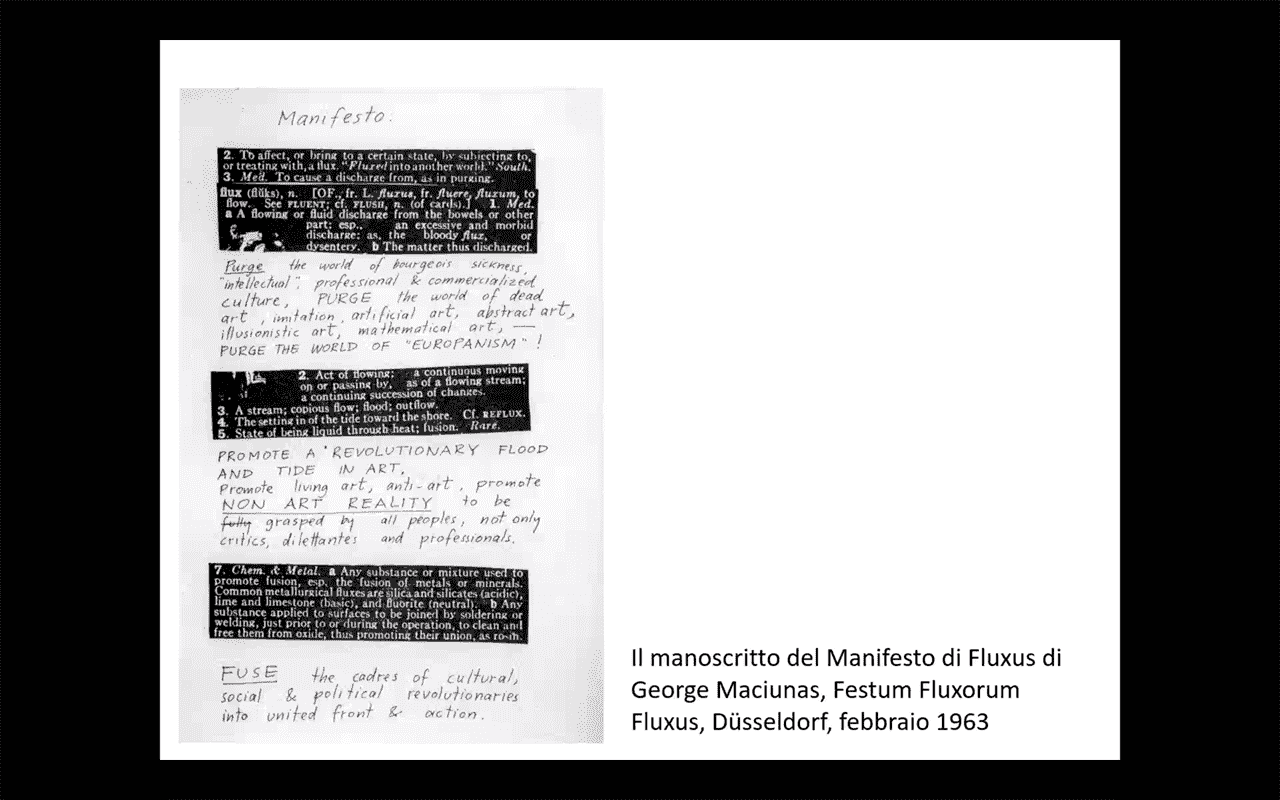 Manifesto.
2. To affect, or bring to a certain state, by subjecting to,
or treating with, a flux. "Fluxed into another world." South.
3. Med. To cause a discharge from, as in purging.
flux (flŭks), n. [OF., fr. L. fluxus, fr. fluere, fluxum, to
flow. See FLUENT; cf. FLUSH, n. (of cards).] 1. Med.
a A flowing or fluid discharge from the bowels or other
part: esp., an excessive and morbid
discharge: as, the bloody flux, or
dysentery. b The matter thus discharged.
Purge the world of bourgeois sickness,
"intellectual", professional & commercialized
culture, PURGE the world of dead
art, imitation, artificial art, abstract art,
illusionistic art, mathematical art, —
PURGE THE WORLD OF "EUROPANISM"!
2. Act of flowing: a continuous moving
on or passing by, as of a flowing stream;
a continuing succession of changes.
3. A stream; copious flow; flood; outflow.
4. The setting in of the tide toward the shore. Cf. REFLUX.
5. State of being liquid through heat; fusion. Rare.
PROMOTE A REVOLUTIONARY FLOOD
AND TIDE IN ART,
Promote living art, anti-art, promote
NON ART REALITY to be
fully grasped by all peoples, not only
critics, dilettantes and professionals.
7. Chem. & Metal. a Any substance or mixture used to
promote fusion, esp. the fusion of metals or minerals.
Common metallurgical fluxes are silica and silicates (acidic),
lime and limestone (basic), and fluorite (neutral). b Any
substance applied to surfaces to be joined by soldering or
welding, just prior to or during the operation, to clean and
free them from oxide, thus promoting their union, as rosin.
FUSE the cadres of cultural,
social & political revolutionaries
into united front & action.
Il manoscritto del Manifesto di Fluxus di
George Maciunas, Festum Fluxorum
Fluxus, Düsseldorf, febbraio 1963